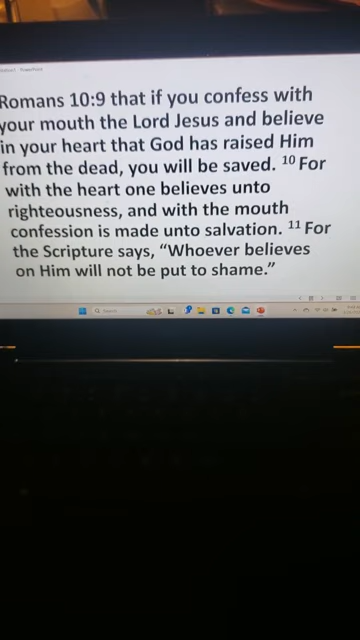 PowerPoint
Romans 10:9 that if you confess with
your mouth the Lord Jesus and believe
in your heart that God has raised Him
from the dead, you will be saved. 10 For
with the heart one believes unto
righteousness, and with the mouth
confession is made unto salvation. 11 For
the Scripture says, “Whoever believes
on Him will not be put to shame.”
Search